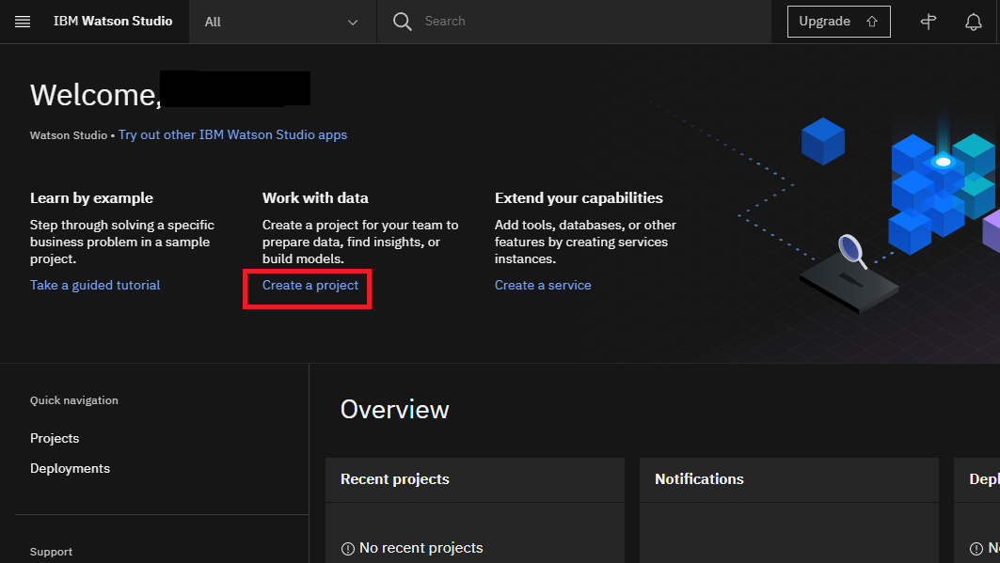 IBM Watson Studio
All
Search
Upgrade
Welcome,
Watson Studio • Try out other IBM Watson Studio apps
Learn by example
Step through solving a specific
business problem in a sample
project.
Take a guided tutorial
Work with data
Create a project for your team to
prepare data, find insights, or
build models.
Create a project
Extend your capabilities
Add tools, databases, or other
features by creating services
instances.
Create a service
Quick navigation
Projects
Deployments
Support
Overview
Recent projects
No recent projects
Notifications
Depl